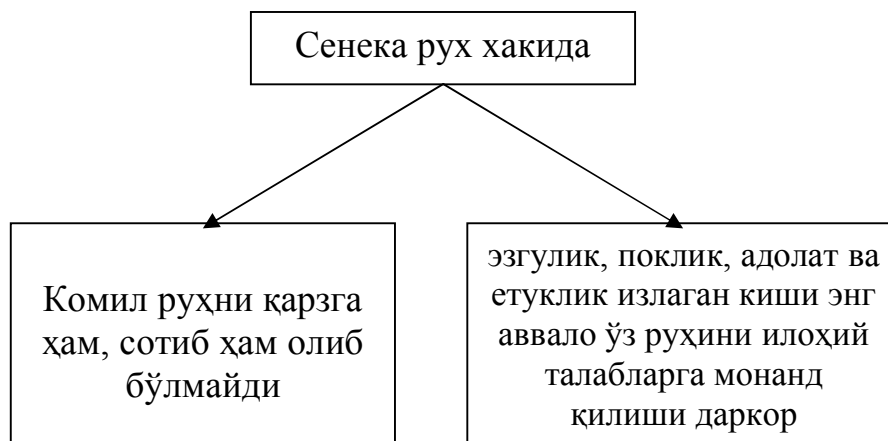 Сенека рух хакида
Комил руҳни қарзга
ҳам, сотиб ҳам олиб
бўлмайди
эзгулик, поклик, адолат ва
етуклик излаган киши энг
аввало ўз руҳини илоҳий
талабларга монанд
қилиши даркор